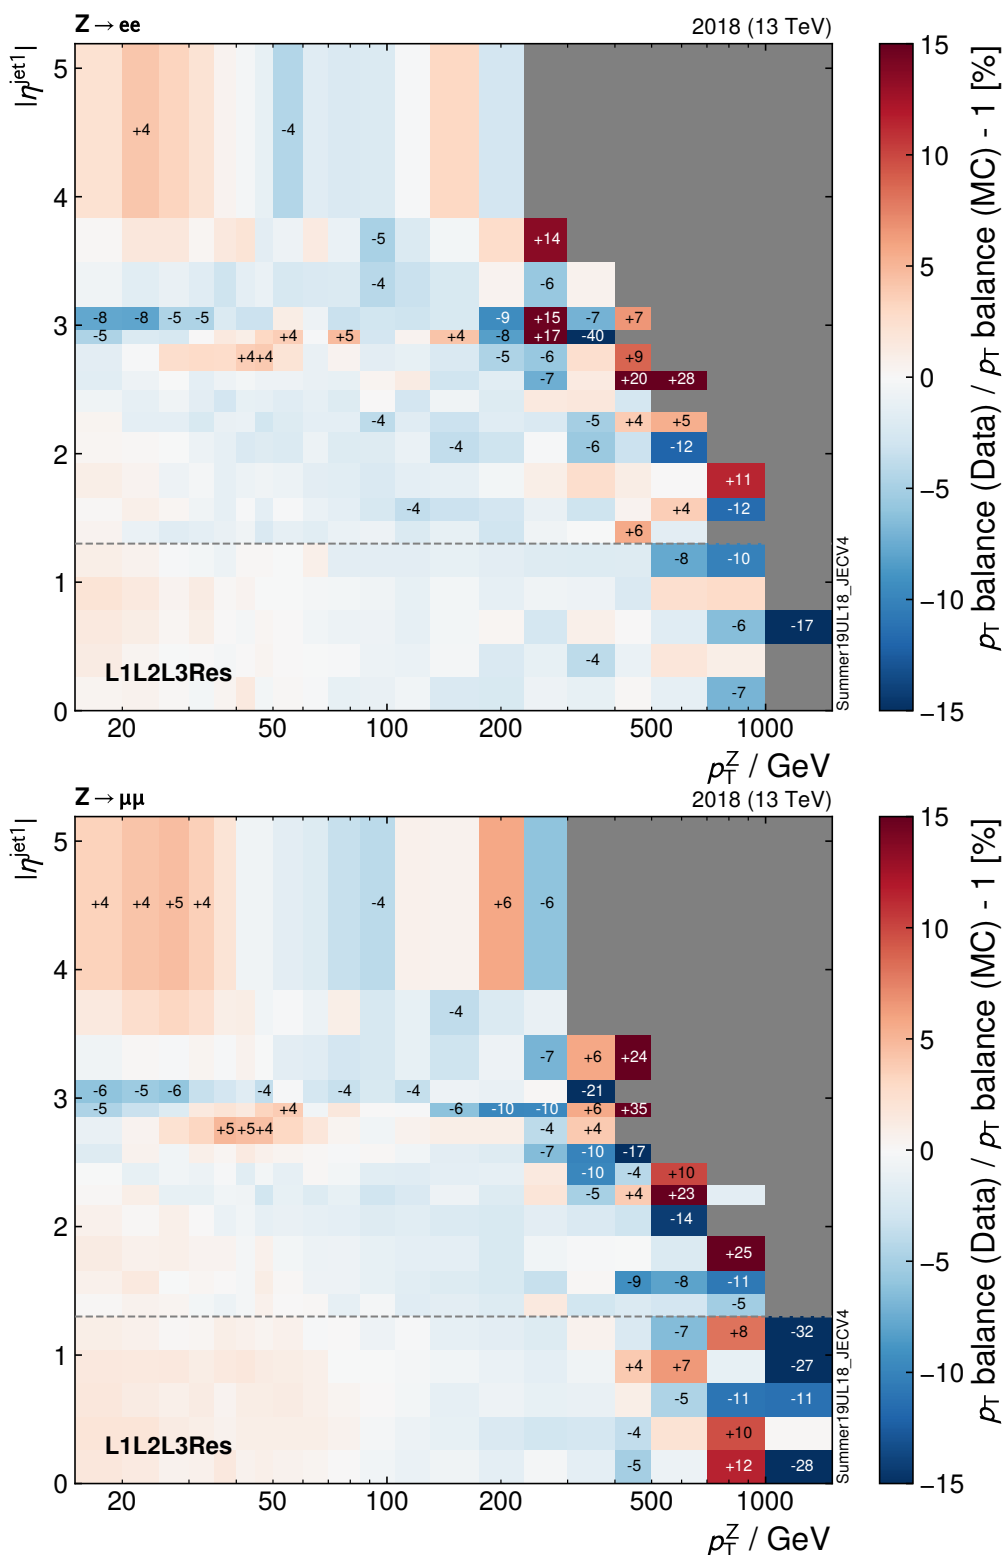 Z → ee 2018 (13 TeV)
|η^jet1|
5
4
3
2
1
0
+4 -4
-5 +14
-4 -6
-8 -8 -5 -5 -9 +15 -7 +7
-5 +4 +5 +4 -8 +17 -40
+4 +4 -5 -6 +9
-7 +20 +28
-4 -5 +4 +5
-4 -6 -12
+11
-4 +4 -12
+6
-8 -10
-6 -17
-4
-7
L1L2L3Res
Summer19UL18_JECV4
20 50 100 200 500 1000
p_T^Z / GeV
15
10
5
0
−5
−10
−15
p_T balance (Data) / p_T balance (MC) - 1 [%]
Z → μμ 2018 (13 TeV)
|η^jet1|
5
4
3
2
1
0
+4 +4 +5 +4 -4 +6 -6
-4
-7 +6 +24
-6 -5 -6 -4 -4 -4 -21
-5 +4 -6 -10 -10 +6 +35
+5 +5 +4 -4 +4
-7 -10 -17
-10 -4 +10
-5 +4 +23
-14
+25
-9 -8 -11
-5
-7 +8 -32
+4 +7 -27
-5 -11 -11
-4 +10
-5 +12 -28
L1L2L3Res
Summer19UL18_JECV4
20 50 100 200 500 1000
p_T^Z / GeV
15
10
5
0
−5
−10
−15
p_T balance (Data) / p_T balance (MC) - 1 [%]